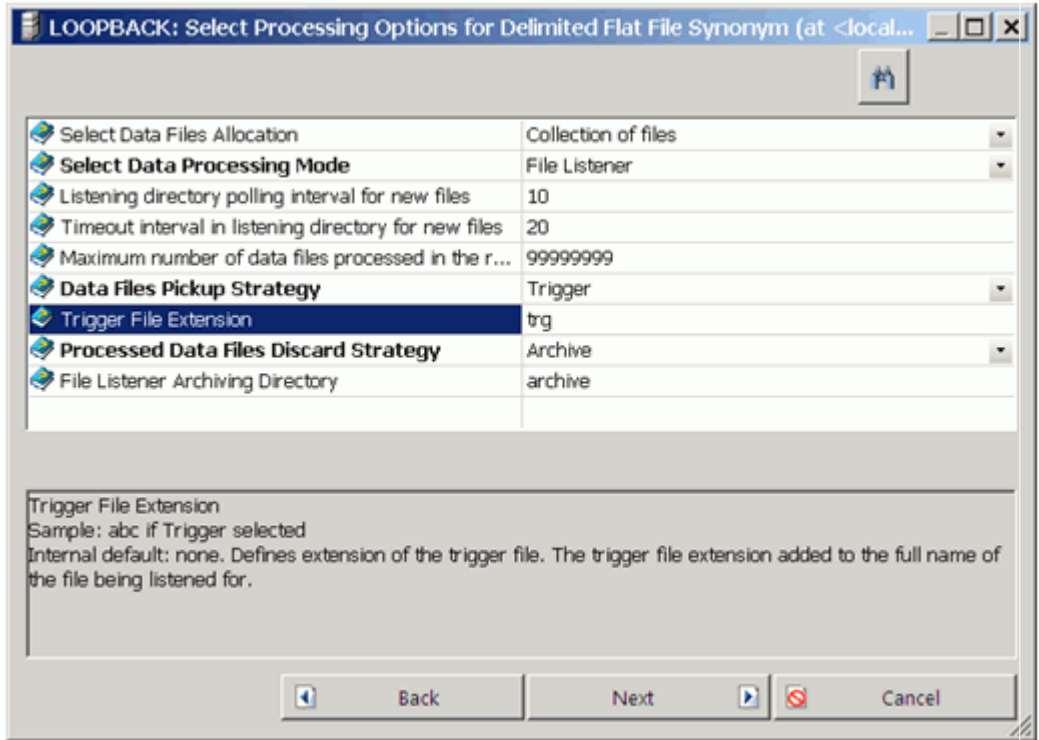 LOOPBACK: Select Processing Options for Delimited Flat File Synonym (at <local...
Select Data Files Allocation Collection of files
Select Data Processing Mode File Listener
Listening directory polling interval for new files 10
Timeout interval in listening directory for new files 20
Maximum number of data files processed in the r... 99999999
Data Files Pickup Strategy Trigger
Trigger File Extension trg
Processed Data Files Discard Strategy Archive
File Listener Archiving Directory archive
Trigger File Extension
Sample: abc if Trigger selected
Internal default: none. Defines extension of the trigger file. The trigger file extension added to the full name of
the file being listened for.
Back Next Cancel